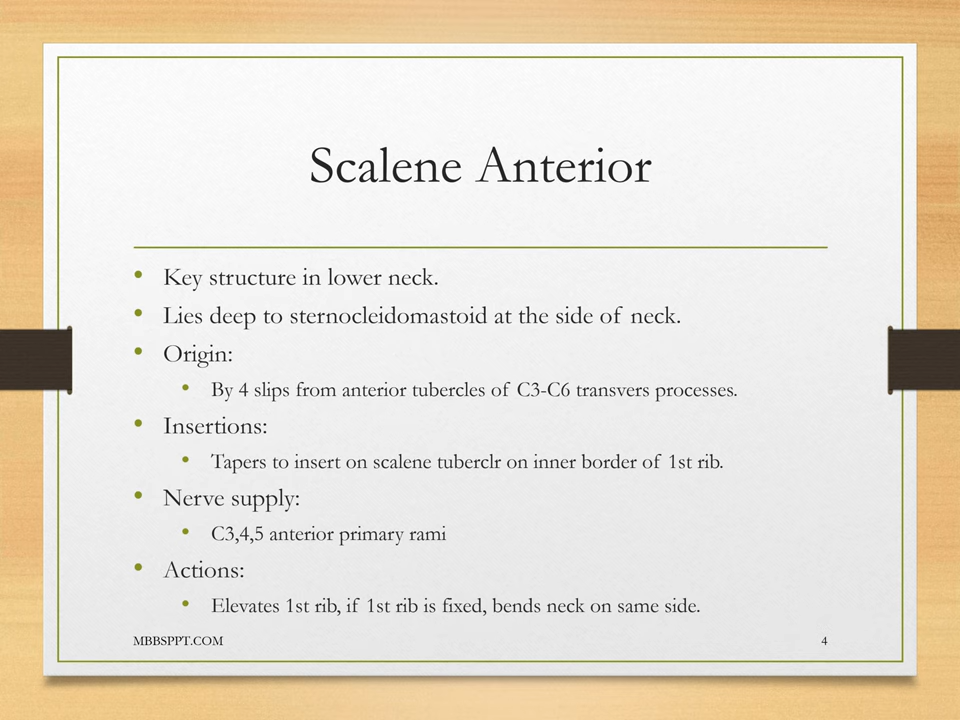 Scalene Anterior
• Key structure in lower neck.
• Lies deep to sternocleidomastoid at the side of neck.
• Origin:
• By 4 slips from anterior tubercles of C3-C6 transvers processes.
• Insertions:
• Tapers to insert on scalene tuberclr on inner border of 1st rib.
• Nerve supply:
• C3,4,5 anterior primary rami
• Actions:
• Elevates 1st rib, if 1st rib is fixed, bends neck on same side.
MBBSPPT.COM 4